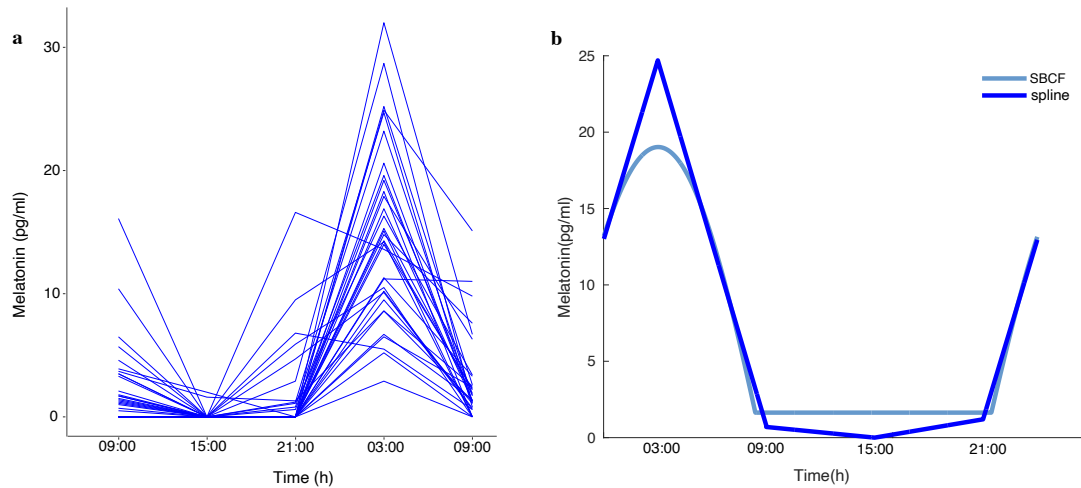 a
30
20
10
0
Melatonin (pg/ml)
09:00 15:00 21:00 03:00 09:00
Time (h)
b
25
20
15
10
5
0
Melatonin(pg/ml)
SBCF
spline
03:00 09:00 15:00 21:00
Time(h)